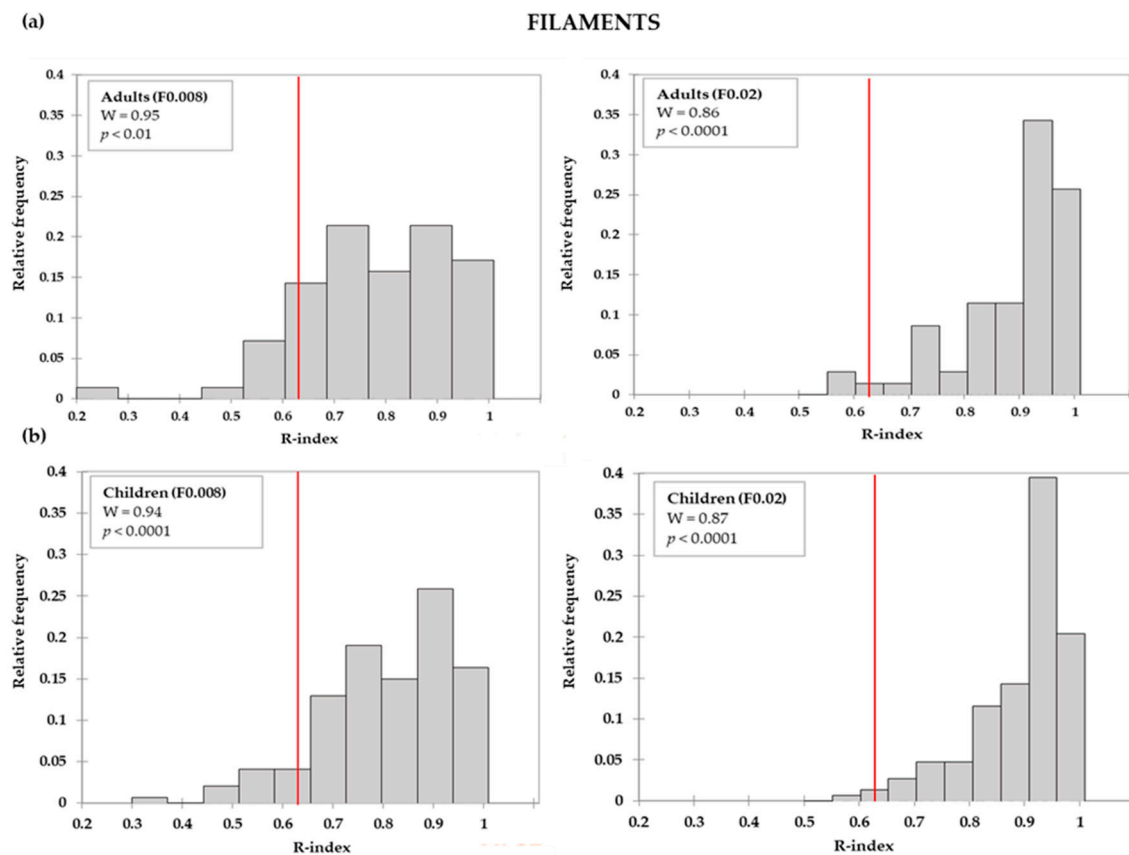 (a)
FILAMENTS
0.4
0.35
0.3
0.25
0.2
0.15
0.1
0.05
0
Relative frequency
Adults (F0.008)
W = 0.95
p < 0.01
0.2 0.3 0.4 0.5 0.6 0.7 0.8 0.9 1
R-index
0.4
0.35
0.3
0.25
0.2
0.15
0.1
0.05
0
Relative frequency
Adults (F0.02)
W = 0.86
p < 0.0001
0.2 0.3 0.4 0.5 0.6 0.7 0.8 0.9 1
R-index
(b)
0.4
0.35
0.3
0.25
0.2
0.15
0.1
0.05
0
Relative frequency
Children (F0.008)
W = 0.94
p < 0.0001
0.2 0.3 0.4 0.5 0.6 0.7 0.8 0.9 1
R-index
0.4
0.35
0.3
0.25
0.2
0.15
0.1
0.05
0
Relative frequency
Children (F0.02)
W = 0.87
p < 0.0001
0.2 0.3 0.4 0.5 0.6 0.7 0.8 0.9 1
R-index